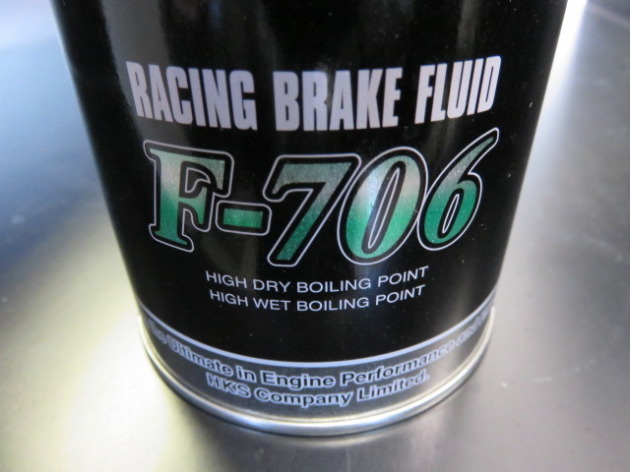 RACING BRAKE FLUID
F-706
HIGH DRY BOILING POINT
HIGH WET BOILING POINT
Ultimate in Engine Performance
HKS Company Limited.